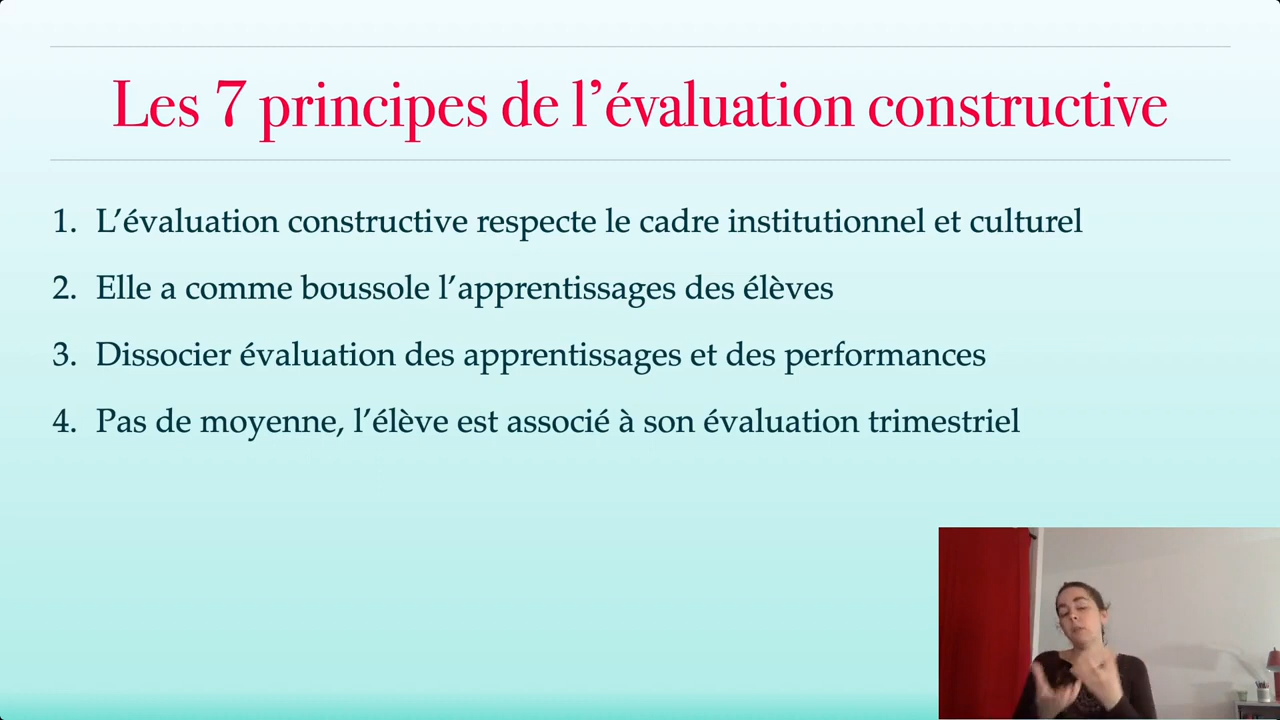 Les 7 principes de l’évaluation constructive
1. L’évaluation constructive respecte le cadre institutionnel et culturel
2. Elle a comme boussole l’apprentissages des élèves
3. Dissocier évaluation des apprentissages et des performances
4. Pas de moyenne, l’élève est associé à son évaluation trimestriel